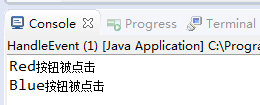 Console Progress Terminal
HandleEvent (1) [Java Application] C:\Progra
Red按钮被点击
Blue按钮被点击